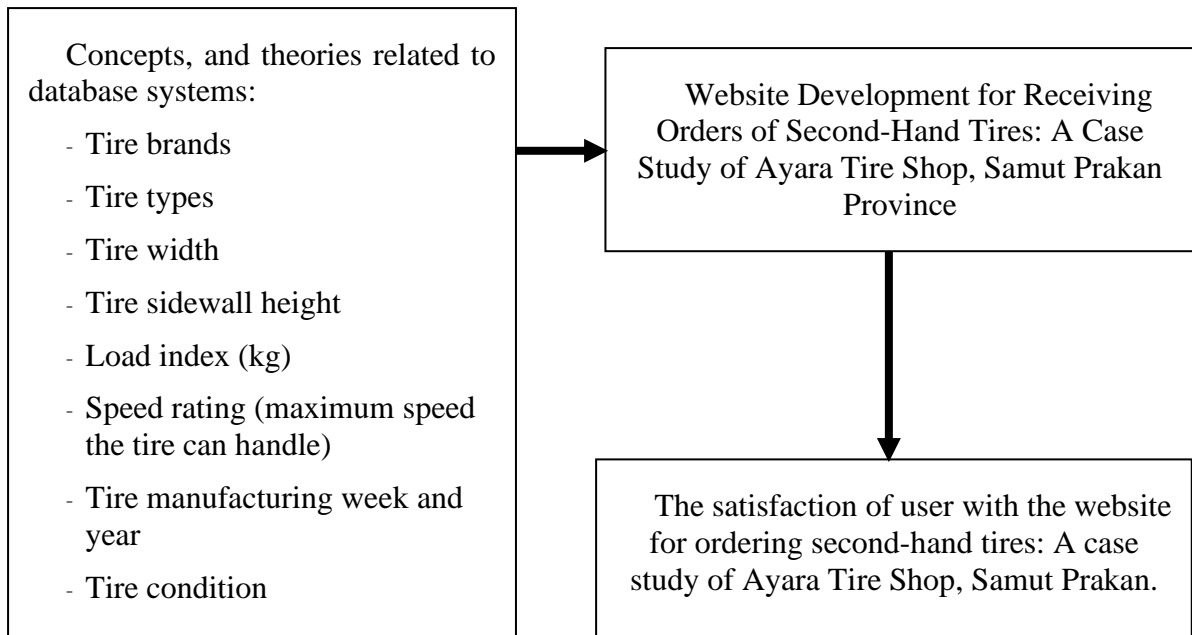 Concepts, and theories related to
database systems:
- Tire brands
- Tire types
- Tire width
- Tire sidewall height
- Load index (kg)
- Speed rating (maximum speed
the tire can handle)
- Tire manufacturing week and
year
- Tire condition
Website Development for Receiving
Orders of Second-Hand Tires: A Case
Study of Ayara Tire Shop, Samut Prakan
Province
The satisfaction of user with the website
for ordering second-hand tires: A case
study of Ayara Tire Shop, Samut Prakan.